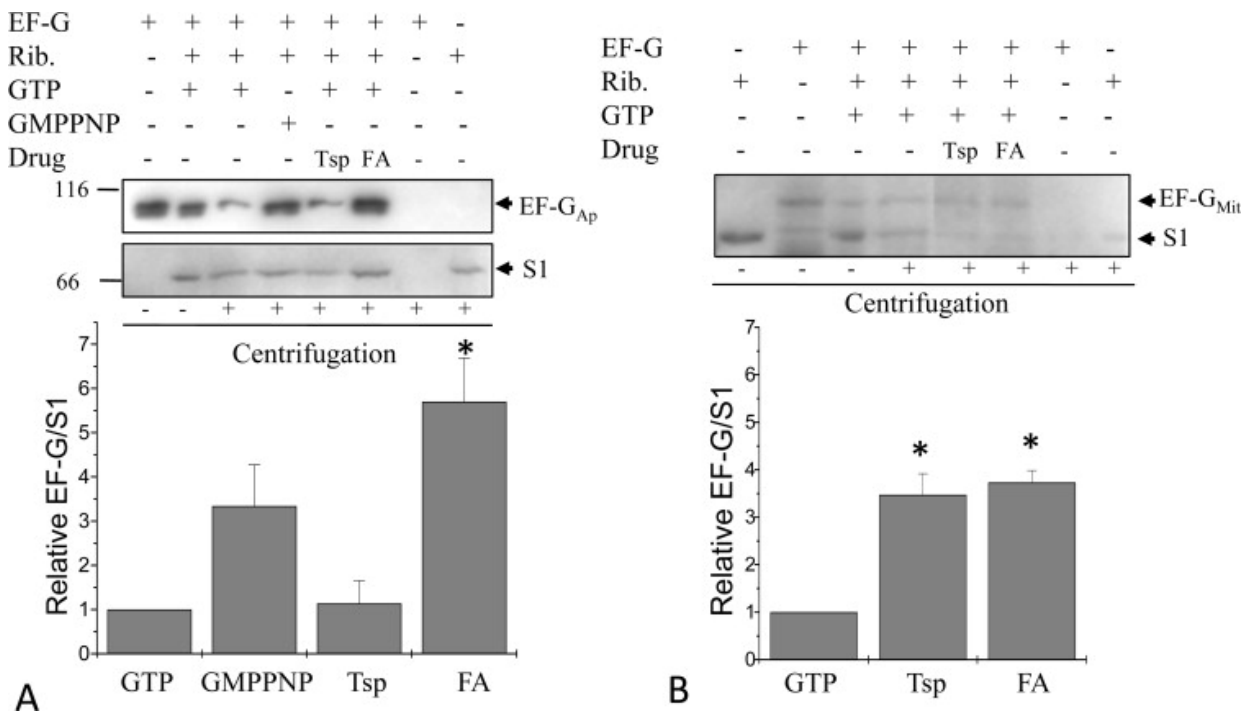 EF-G + + + + + + + -
Rib. - + + + + + - +
GTP - + + - + + - -
GMPPNP - - - + - - - -
Drug - - - - Tsp FA - -
116
EF-GAp
S1
66
- - + + + + + +
Centrifugation
Relative EF-G/S1
7
6
5
4
3
2
1
0
*
GTP GMPPNP Tsp FA
A
EF-G - + + + + + + -
Rib. + - + + + + - +
GTP - - + + + + - -
Drug - - - - Tsp FA - -
EF-GMit
S1
- - - + + + + +
Centrifugation
Relative EF-G/S1
7
6
5
4
3
2
1
0
* *
GTP Tsp FA
B